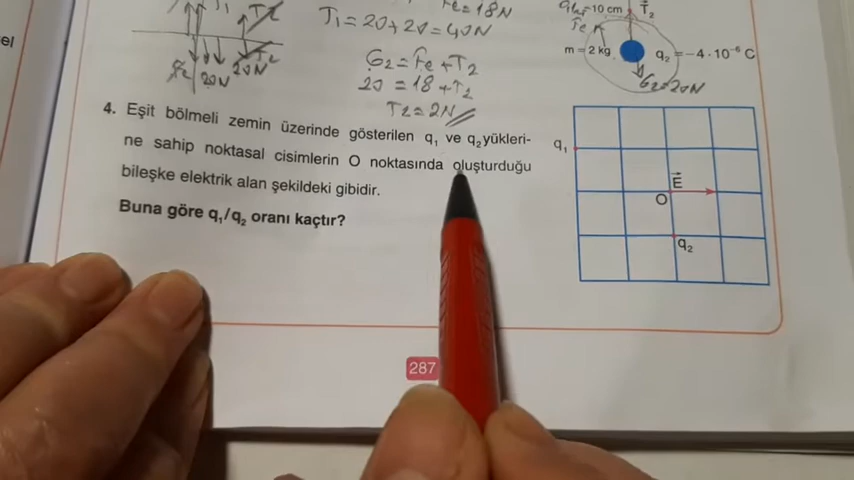 T₁ = 20 + 20 = 40N
Fe = 18N
10 cm
T₂
Fe
m = 2 kg
q₂ = -4 · 10⁻⁶ C
G₂ = 20N
20N
20N
T₂
G₂ = Fe + T₂
20 = 18 + T₂
T₂ = 2N
4. Eşit bölmeli zemin üzerinde gösterilen q₁ ve q₂ yükleri-
ne sahip noktasal cisimlerin O noktasında oluşturduğu
bileşke elektrik alan şekildeki gibidir.
Buna göre q₁/q₂ oranı kaçtır?
q₁
E
O
q₂
287